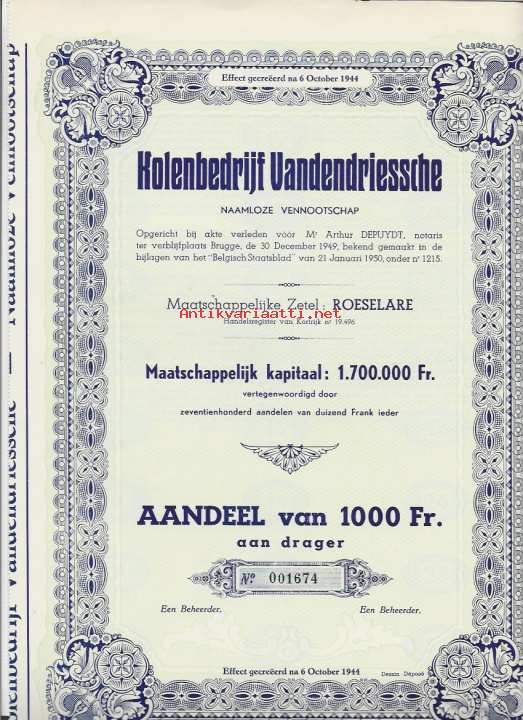 Effect gecreëerd na 6 October 1944
Kolenbedrijf Vandendriessche
NAAMLOZE VENNOOTSCHAP
Opgericht bij akte verleden vóór Mr Arthur DEPUYDT, notaris
ter verblijfplaats Brugge, de 30 December 1949, bekend gemaakt in de
bijlagen van het "Belgisch Staatsblad" van 21 Januari 1950, onder nr 1215.
Maatschappelijke Zetel : ROESELARE
Antikvariaatti.net
Handelsregister van Kortrijk nr 19.496
Maatschappelijk kapitaal : 1.700.000 Fr.
vertegenwoordigd door
zeventienhonderd aandelen van duizend Frank ieder
AANDEEL van 1000 Fr.
aan drager
No 001674
Een Beheerder. Een Beheerder.
Effect gecreëerd na 6 October 1944
Dessin Déposé
olenbedrijf Vandendriessche — Naamloze Vennootschap